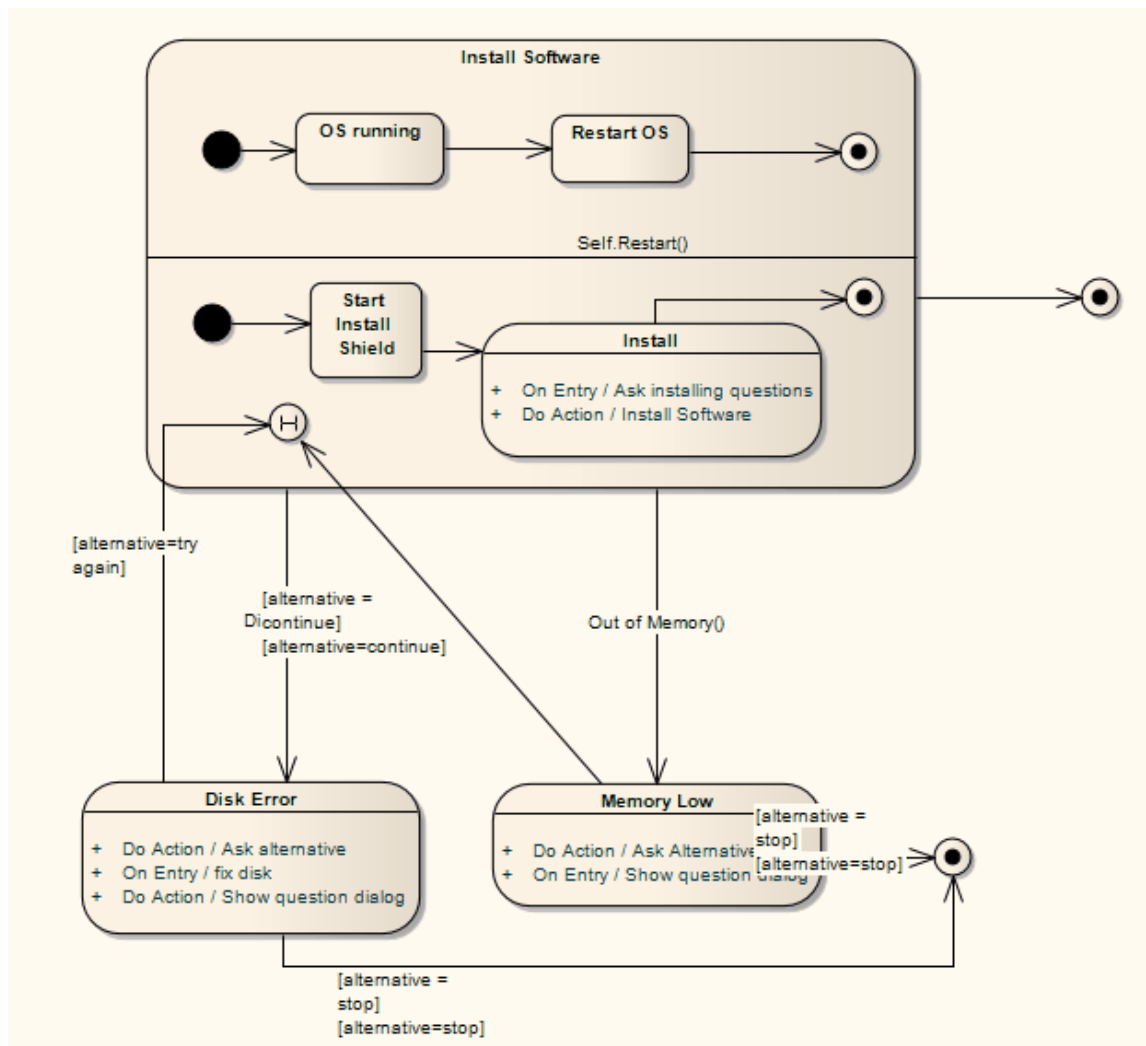 Install Software
OS running
Restart OS
Self.Restart()
Start
Install
Shield
Install
+ On Entry / Ask installing questions
+ Do Action / Install Software
H
[alternative=try
again]
[alternative =
Dicontinue]
[alternative=continue]
Out of Memory()
Disk Error
+ Do Action / Ask alternative
+ On Entry / fix disk
+ Do Action / Show question dialog
Memory Low
+ Do Action / Ask Alternative
+ On Entry / Show question dialog
[alternative =
stop]
[alternative=stop]
[alternative =
stop]
[alternative=stop]